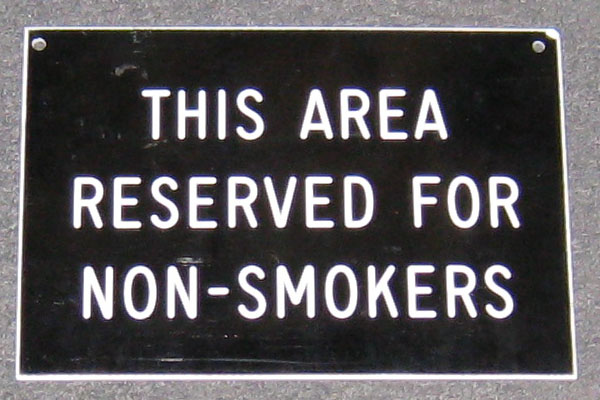 THIS AREA
RESERVED FOR
NON-SMOKERS